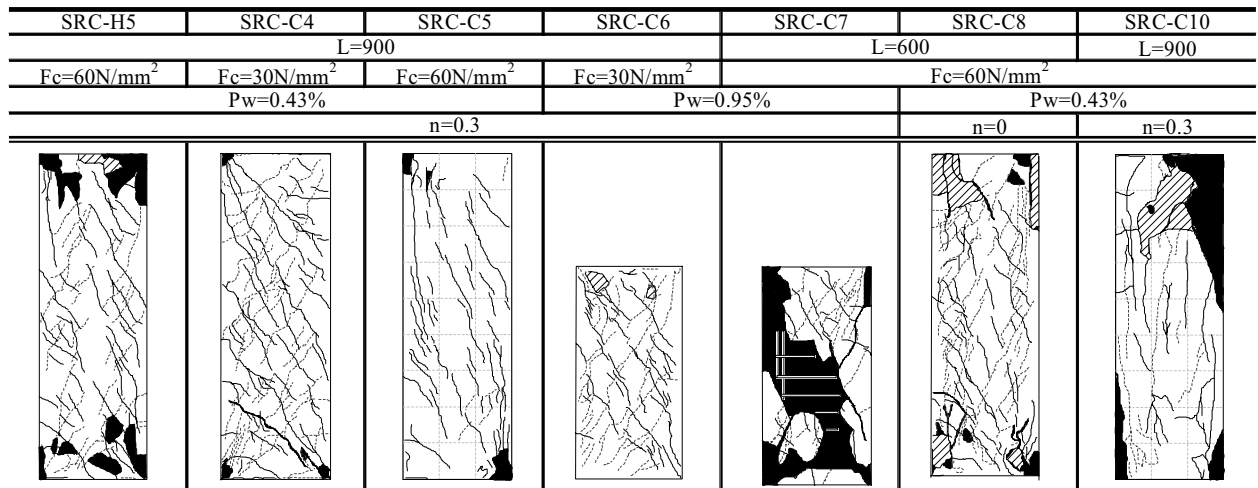 SRC-H5 SRC-C4 SRC-C5 SRC-C6 SRC-C7 SRC-C8 SRC-C10
L=900 L=600 L=900
Fc=60N/mm² Fc=30N/mm² Fc=60N/mm² Fc=30N/mm² Fc=60N/mm²
Pw=0.43% Pw=0.95% Pw=0.43%
n=0.3 n=0 n=0.3